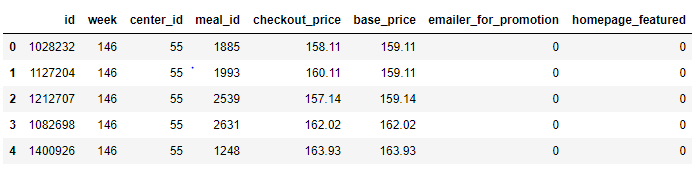 id week center_id meal_id checkout_price base_price emailer_for_promotion homepage_featured
0 1028232 146 55 1885 158.11 159.11 0 0
1 1127204 146 55 1993 160.11 159.11 0 0
2 1212707 146 55 2539 157.14 159.14 0 0
3 1082698 146 55 2631 162.02 162.02 0 0
4 1400926 146 55 1248 163.93 163.93 0 0